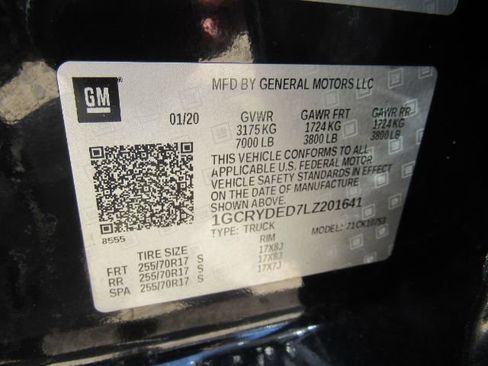 GM
MFD BY GENERAL MOTORS LLC
01/20
GVWR GAWR FRT GAWR RR
3175 KG 1724 KG 1724 KG
7000 LB 3800 LB 3800 LB
THIS VEHICLE CONFORMS TO ALL
APPLICABLE U.S. FEDERAL MOTOR
VEHICLE SAFETY STANDARDS IN EFFECT
ON THE DATE OF MANUFACTURE
SHOWN ABOVE.
1GCRYDED7LZ201641
TYPE: TRUCK MODEL:
8555
TIRE SIZE RIM
FRT 255/70R17 S 17X8J
RR 255/70R17 S 17X8J
SPA 255/70R17 S 17X7J